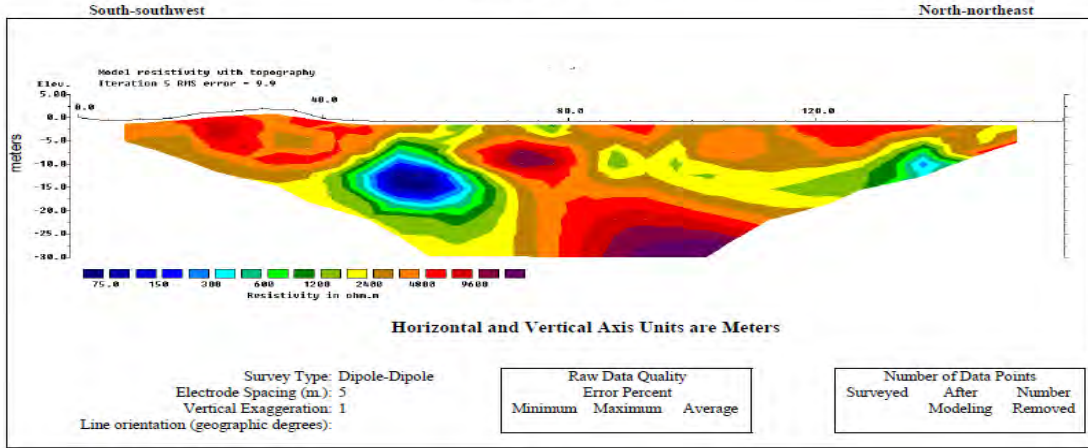 South-southwest North-northeast
Model resistivity with topography
Iteration 5 RMS error = 9.9
Elev.
5.00
0.0
-5.0
-10.0
-15.0
-20.0
-25.0
-30.0
meters
0.0 40.0 80.0 120.0
75.0 150 300 600 1200 2400 4800 9600
Resistivity in ohm.m
Horizontal and Vertical Axis Units are Meters
Survey Type: Dipole-Dipole
Electrode Spacing (m.): 5
Vertical Exaggeration: 1
Line orientation (geographic degrees):
Raw Data Quality
Error Percent
Minimum Maximum Average
Number of Data Points
Surveyed After Number
Modeling Removed